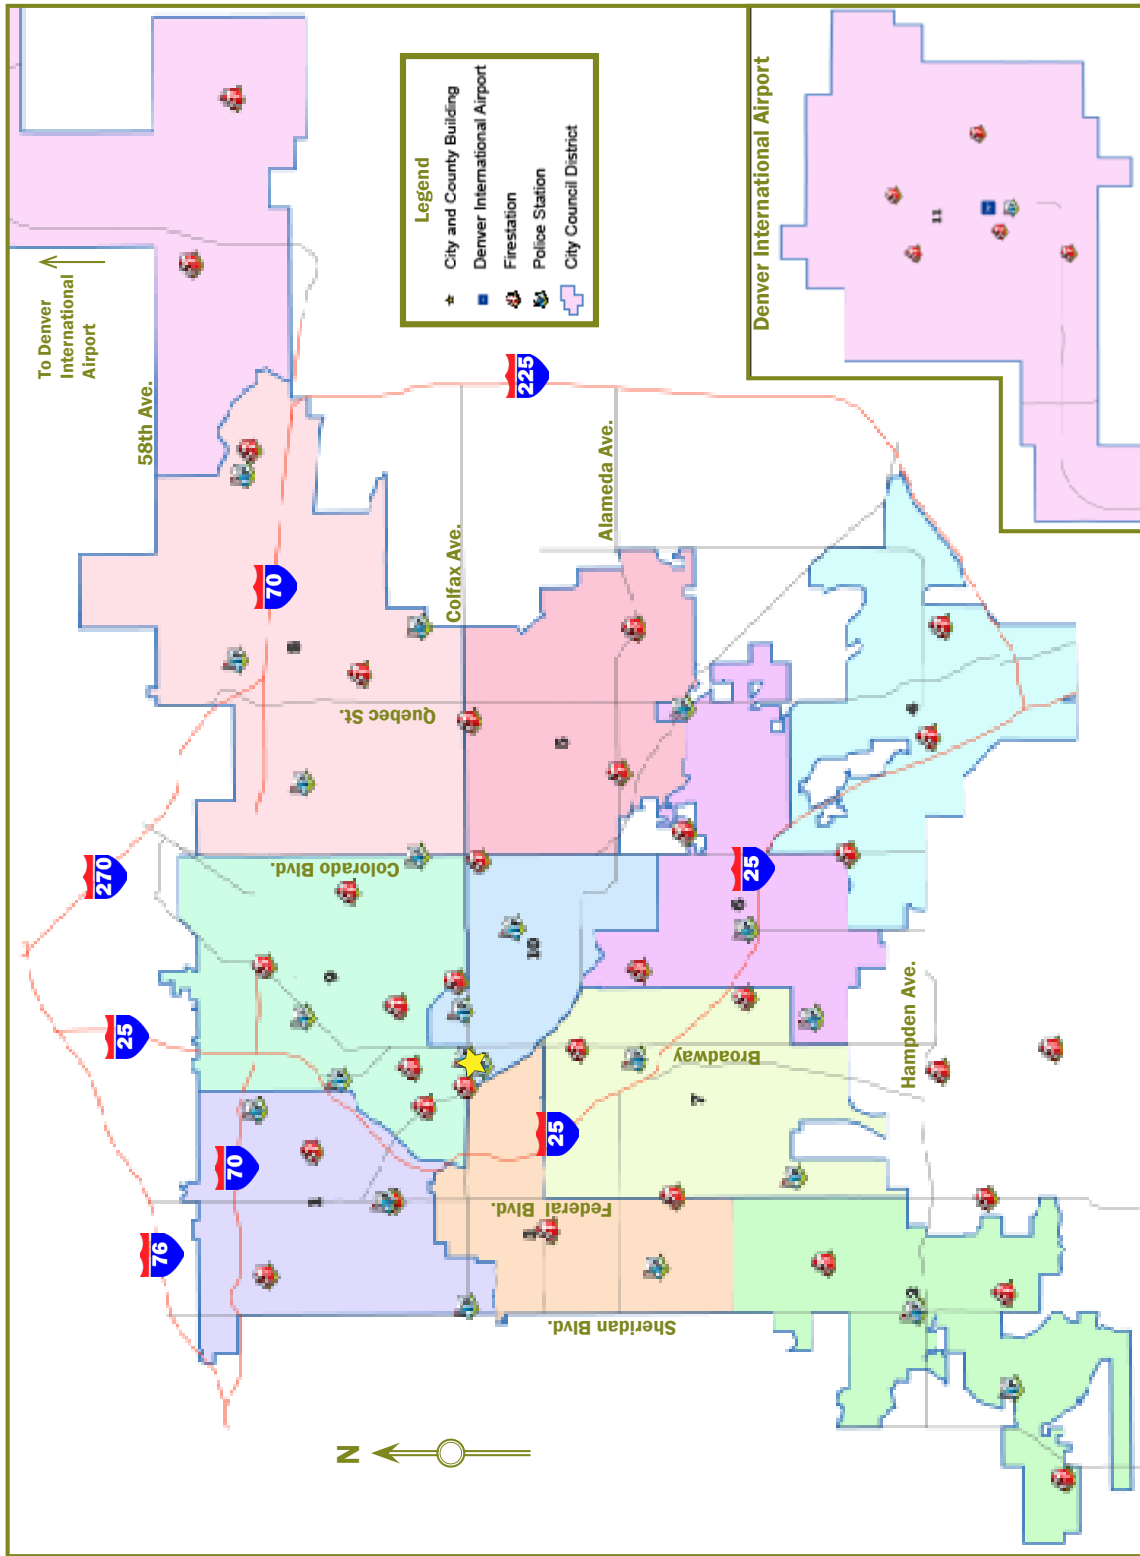 To Denver
International
Airport
58th Ave.
Legend
City and County Building
Denver International Airport
Firestation
Police Station
City Council District
Denver International Airport
11
225
Alameda Ave.
Colfax Ave.
70
8
Quebec St.
5
4
270
Colorado Blvd.
25
6
10
9
25
Broadway
Hampden Ave.
7
25
70
1
Federal Blvd.
3
76
2
Sheridan Blvd.
N